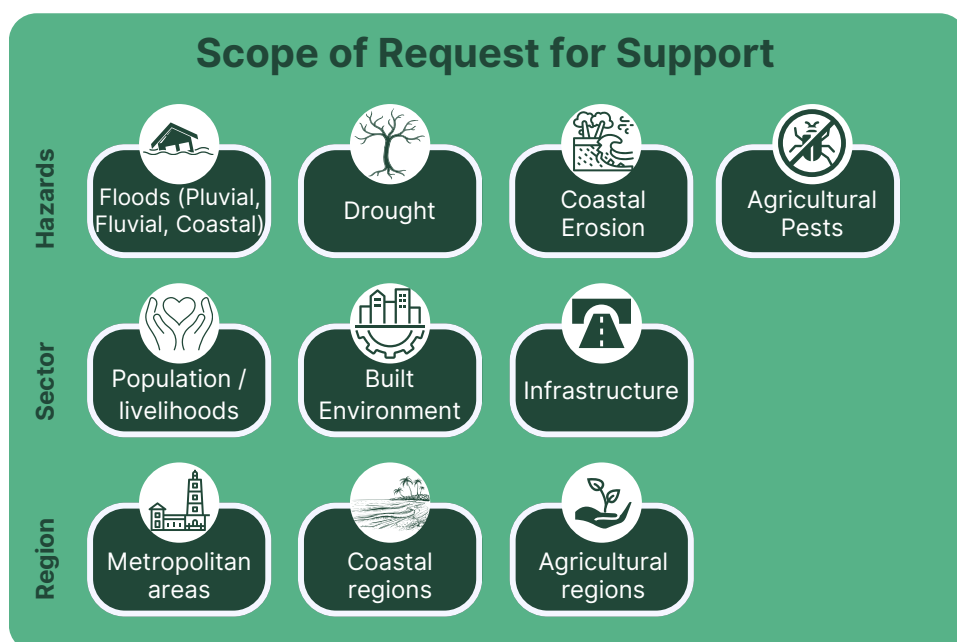 Scope of Request for Support
Hazards
Floods (Pluvial,
Fluvial, Coastal)
Drought
Coastal
Erosion
Agricultural
Pests
Sector
Population /
livelihoods
Built
Environment
Infrastructure
Region
Metropolitan
areas
Coastal
regions
Agricultural
regions